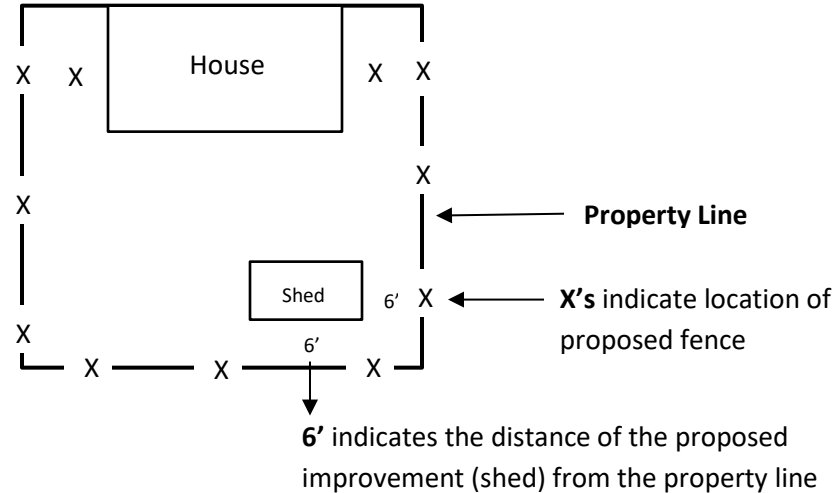 House
X X X X
X
X
Property Line
Shed
6’ X
X’s indicate location of
proposed fence
X
6’
X X X
6’ indicates the distance of the proposed
improvement (shed) from the property line